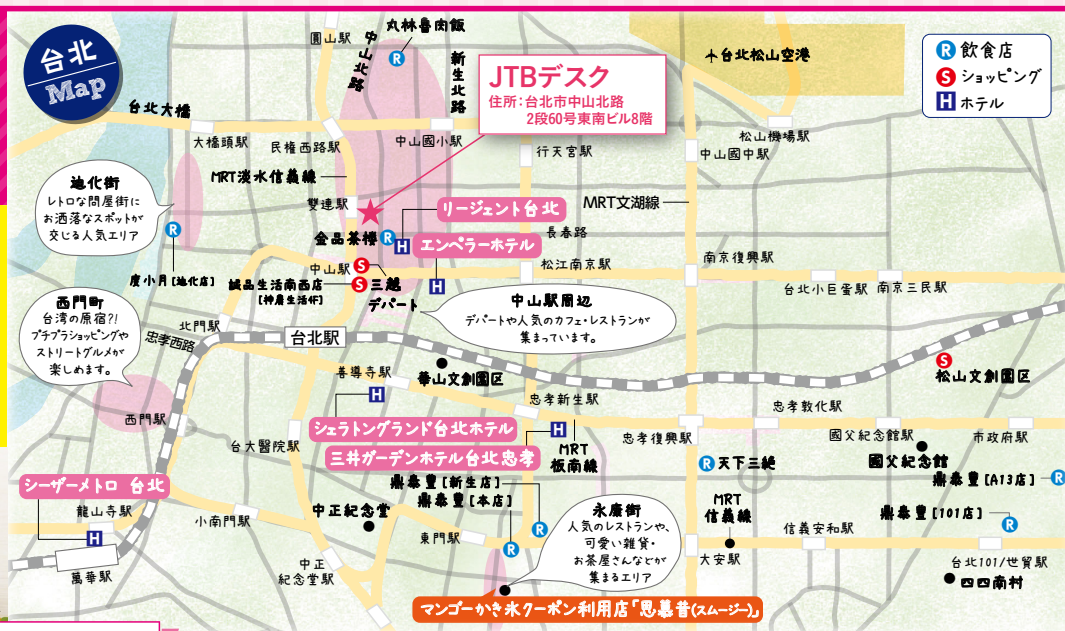 台北
Map
R 飲食店
S ショッピング
H ホテル
JTBデスク
住所:台北市中山北路
2段60号東南ビル8階
丸林魯肉飯
圓山駅
中山北路
新生北路
台北松山空港
台北大橋
大橋頭駅
民権西路駅
中山國小駅
行天宮駅
中山國中駅
松山機場駅
MRT淡水信義線
MRT文湖線
迪化街
レトロな問屋街に
お洒落なスポットが
交じる人気エリア
雙連駅
リージェント台北
金品茶樓
エンペラーホテル
長春路
度小月[迪化店]
中山駅
誠品生活南西店
[神農生活4F]
三越
デパート
松江南京駅
南京復興駅
台北小巨蛋駅
南京三民駅
西門町
台湾の原宿?!
プチプラショッピングや
ストリートグルメが
楽しめます。
中山駅周辺
デパートや人気のカフェ・レストランが
集まっています。
北門駅
忠孝西路
台北駅
華山文創園区
松山文創園区
善導寺駅
忠孝新生駅
忠孝敦化駅
西門駅
台大醫院駅
シェラトングランド台北ホテル
三井ガーデンホテル台北忠孝
MRT
板南線
忠孝復興駅
國父紀念館駅
市政府駅
國父紀念館
天下三絶
鼎泰豐[A13店]
シーザーメトロ 台北
龍山寺駅
小南門駅
中正紀念堂
鼎泰豐[新生店]
鼎泰豐[本店]
東門駅
永康街
人気のレストランや、
可愛い雑貨・
お茶屋さんなどが
集まるエリア
MRT
信義線
大安駅
信義安和駅
鼎泰豐[101店]
台北101/世貿駅
四四南村
萬華駅
中正
紀念堂駅
マンゴーかき氷クーポン利用店「思慕昔(スムージー)」